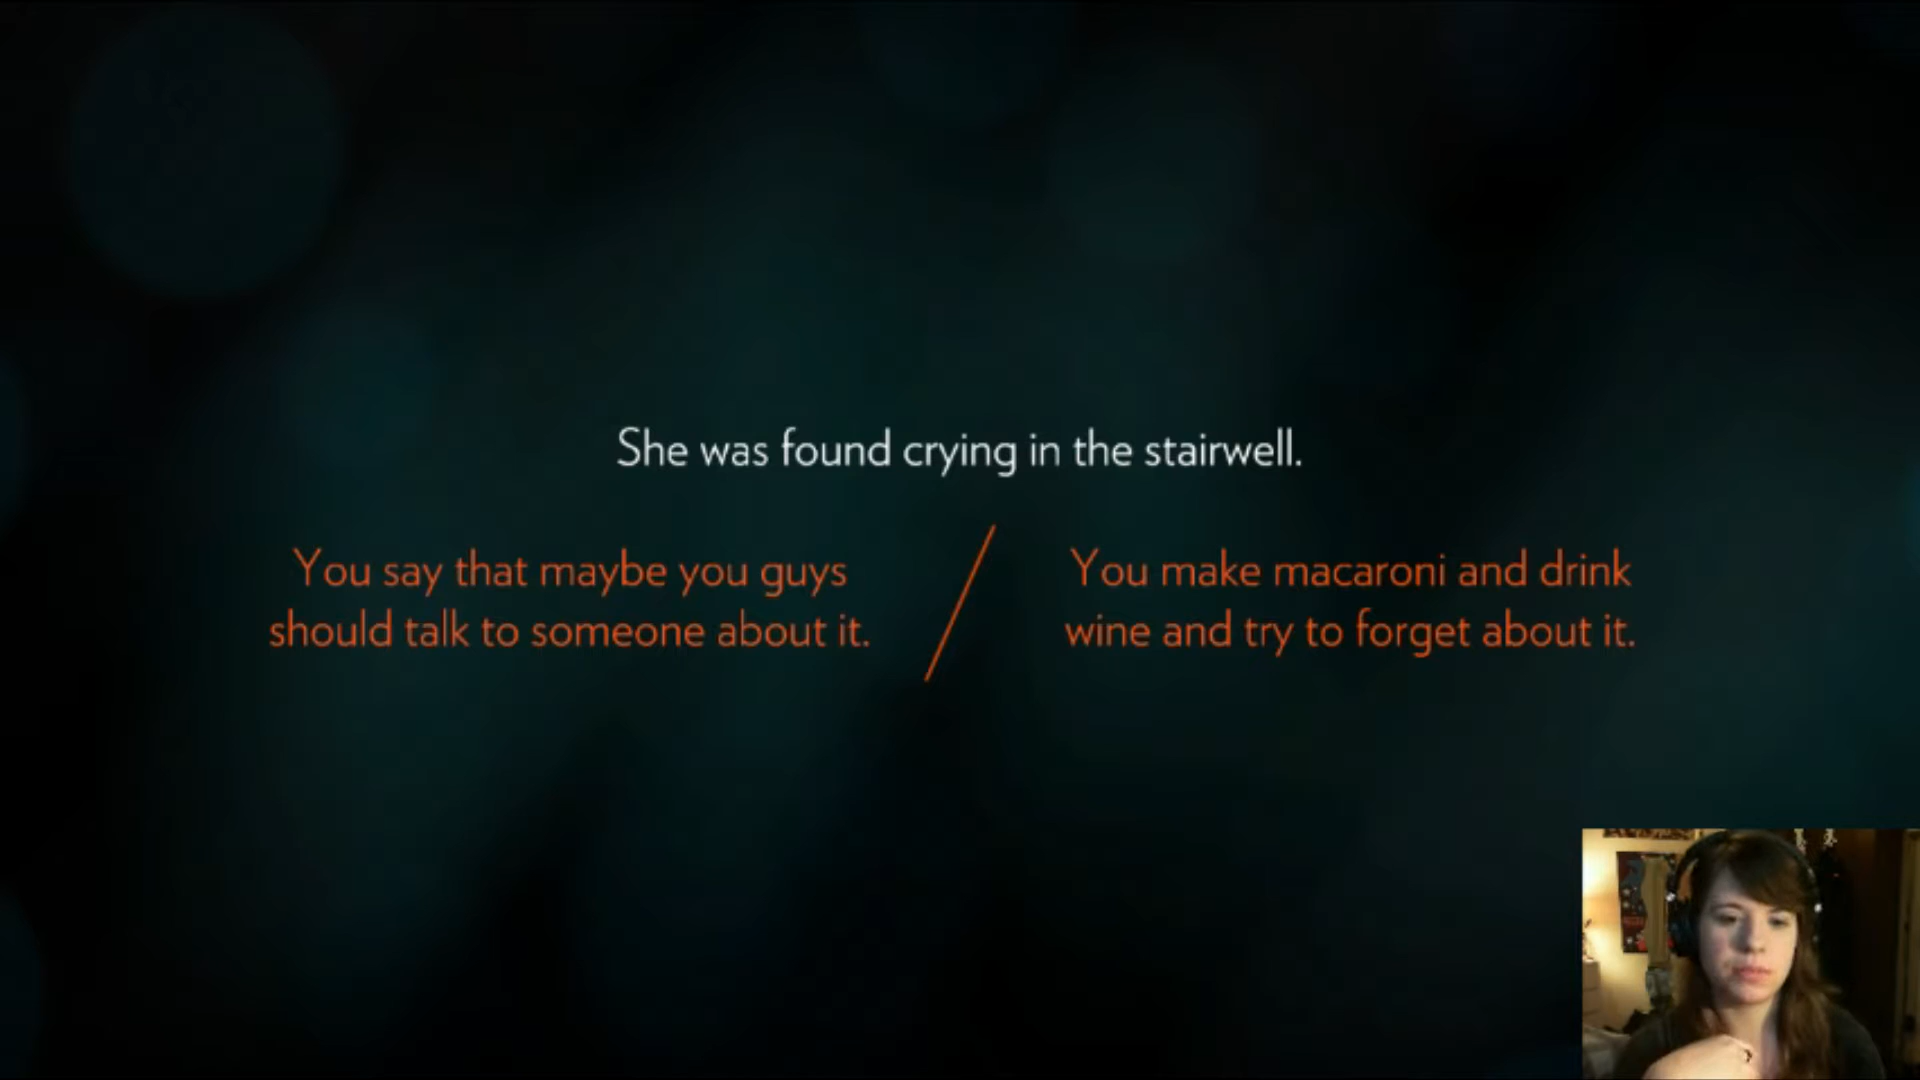 She was found crying in the stairwell.
You say that maybe you guys
should talk to someone about it.
You make macaroni and drink
wine and try to forget about it.